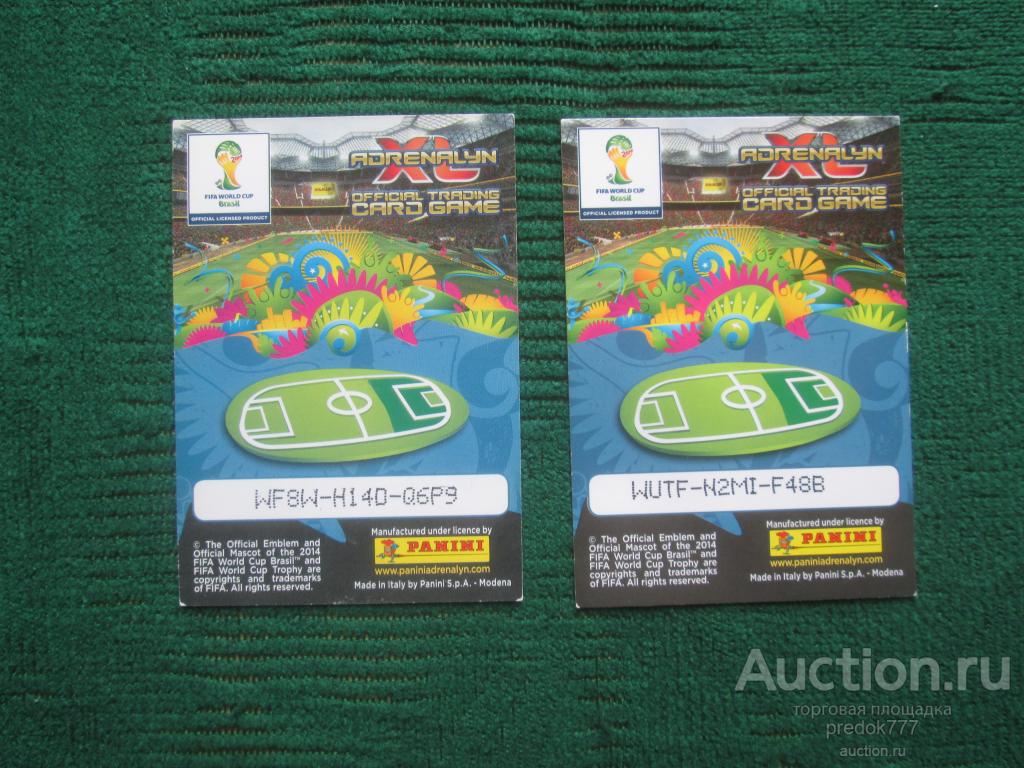 FIFA WORLD CUP
Brasil
OFFICIAL LICENSED PRODUCT
ADRENALYN
XL
OFFICIAL TRADING
CARD GAME
WF8W-H14D-Q6P9
© The Official Emblem and
Official Mascot of the 2014
FIFA World Cup Brasil™ and
FIFA World Cup Trophy are
copyrights and trademarks
of FIFA. All rights reserved.
Manufactured under licence by
PANINI
www.paniniadrenalyn.com
Made in Italy by Panini S.p.A. - Modena
FIFA WORLD CUP
Brasil
OFFICIAL LICENSED PRODUCT
ADRENALYN
XL
OFFICIAL TRADING
CARD GAME
WUTF-N2MI-F48B
© The Official Emblem and
Official Mascot of the 2014
FIFA World Cup Brasil™ and
FIFA World Cup Trophy are
copyrights and trademarks
of FIFA. All rights reserved.
Manufactured under licence by
PANINI
www.paniniadrenalyn.com
Made in Italy by Panini S.p.A. - Modena
Auction.ru
торговая площадка
predok777
auction.ru